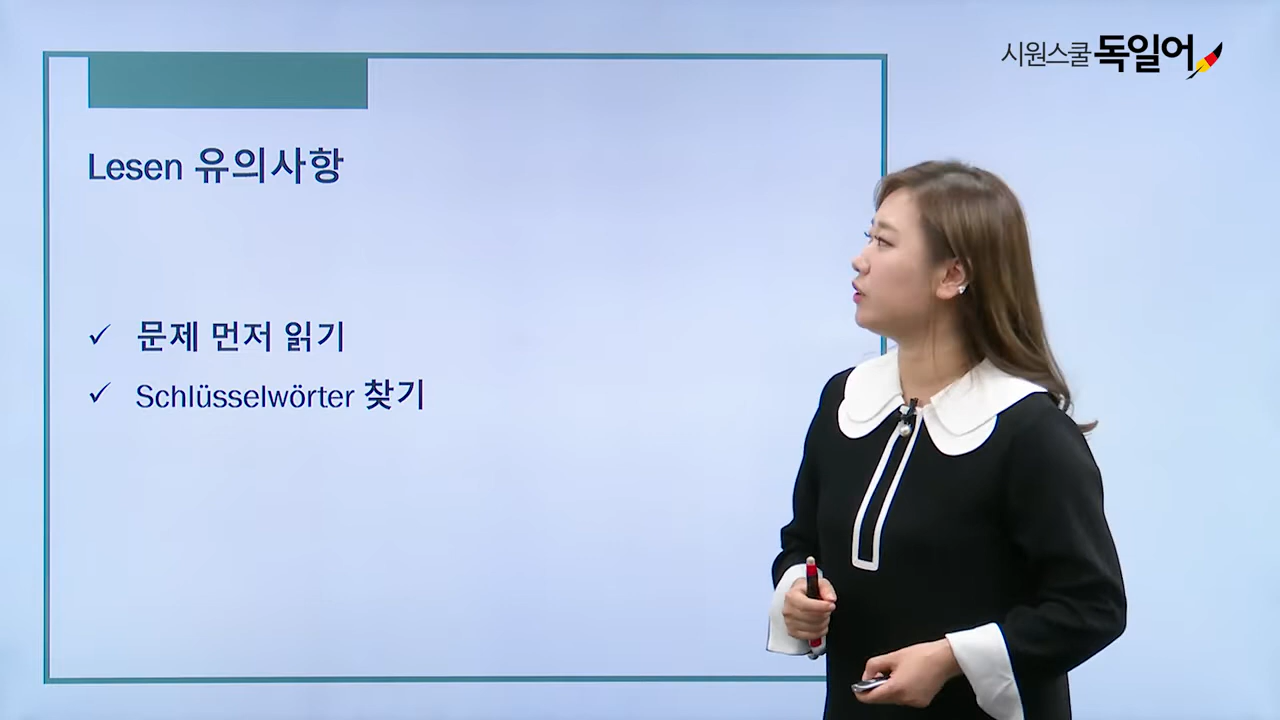 시원스쿨 독일어
Lesen 유의사항
✓ 문제 먼저 읽기
✓ Schlüsselwörter 찾기